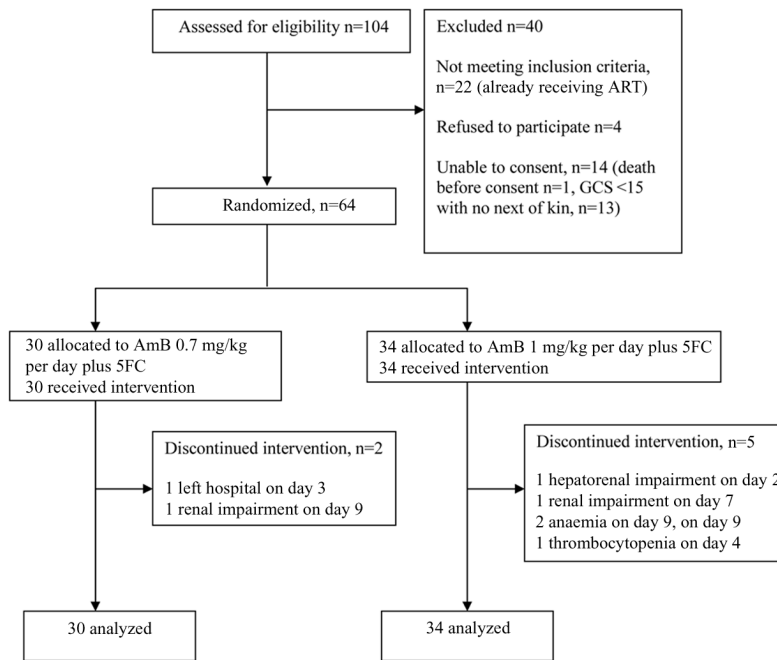 Assessed for eligibility n=104
Excluded n=40
Not meeting inclusion criteria,
n=22 (already receiving ART)
Refused to participate n=4
Unable to consent, n=14 (death
before consent n=1, GCS <15
with no next of kin, n=13)
Randomized, n=64
30 allocated to AmB 0.7 mg/kg
per day plus 5FC
30 received intervention
34 allocated to AmB 1 mg/kg per day plus 5FC
34 received intervention
Discontinued intervention, n=2
1 left hospital on day 3
1 renal impairment on day 9
Discontinued intervention, n=5
1 hepatorenal impairment on day 2
1 renal impairment on day 7
2 anaemia on day 9, on day 9
1 thrombocytopenia on day 4
30 analyzed
34 analyzed